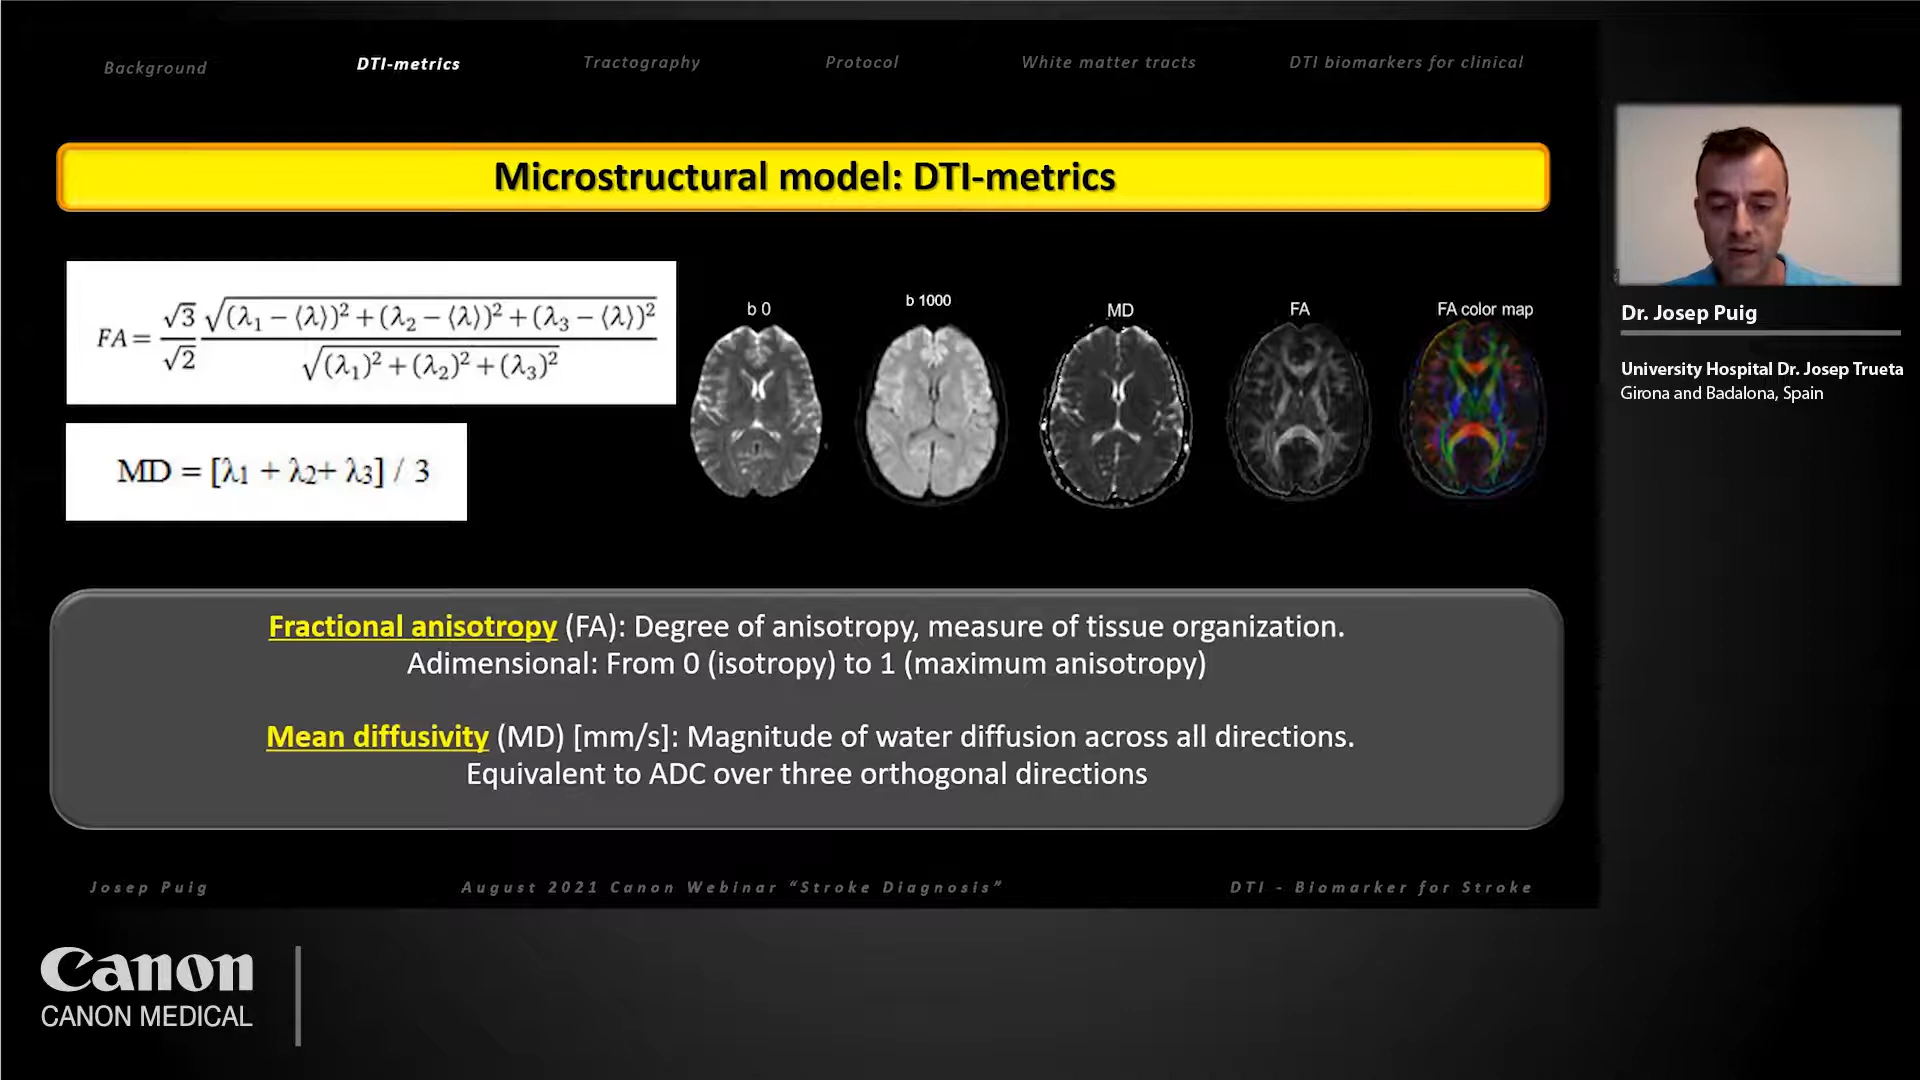 Background DTI-metrics Tractography Protocol White matter tracts DTI biomarkers for clinical
Microstructural model: DTI-metrics
FA = √3/√2 √(λ1 − ⟨λ⟩)² + (λ2 − ⟨λ⟩)² + (λ3 − ⟨λ⟩)² / √(λ1)² + (λ2)² + (λ3)²
MD = [λ1 + λ2+ λ3] / 3
b 0 b 1000 MD FA FA color map
Fractional anisotropy (FA): Degree of anisotropy, measure of tissue organization.
Adimensional: From 0 (isotropy) to 1 (maximum anisotropy)
Mean diffusivity (MD) [mm/s]: Magnitude of water diffusion across all directions.
Equivalent to ADC over three orthogonal directions
Josep Puig August 2021 Canon Webinar “Stroke Diagnosis” DTI - Biomarker for Stroke
Dr. Josep Puig
University Hospital Dr. Josep Trueta
Girona and Badalona, Spain
Canon
CANON MEDICAL